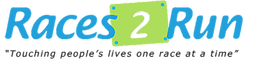 Races 2 Run
“Touching people's lives one race at a time”